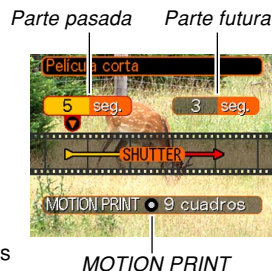 Parte pasada Parte futura
Película corta
5 seg. 3 seg.
SHUTTER
MOTION PRINT 9 cuadros
s
MOTION PRINT